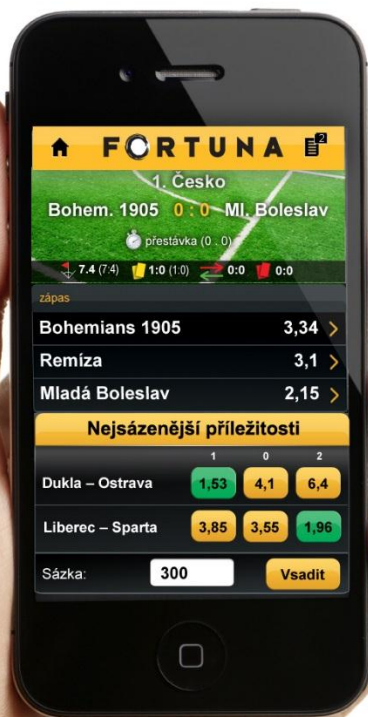 FORTUNA 2
1. Česko
Bohem. 1905 0 : 0 Ml. Boleslav
přestávka (0 . 0)
7.4 (7:4) 1:0 (1:0) 0:0 0:0
zápas
Bohemians 1905 3,34
Remíza 3,1
Mladá Boleslav 2,15
Nejsázenější příležitosti
1 0 2
Dukla – Ostrava 1,53 4,1 6,4
Liberec – Sparta 3,85 3,55 1,96
Sázka: 300 Vsadit